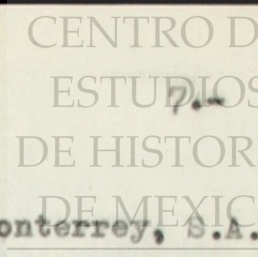 CENTRO D
ESTUDIOS
7.-
DE HISTOR
DE MEXIC
onterrey, S.A.